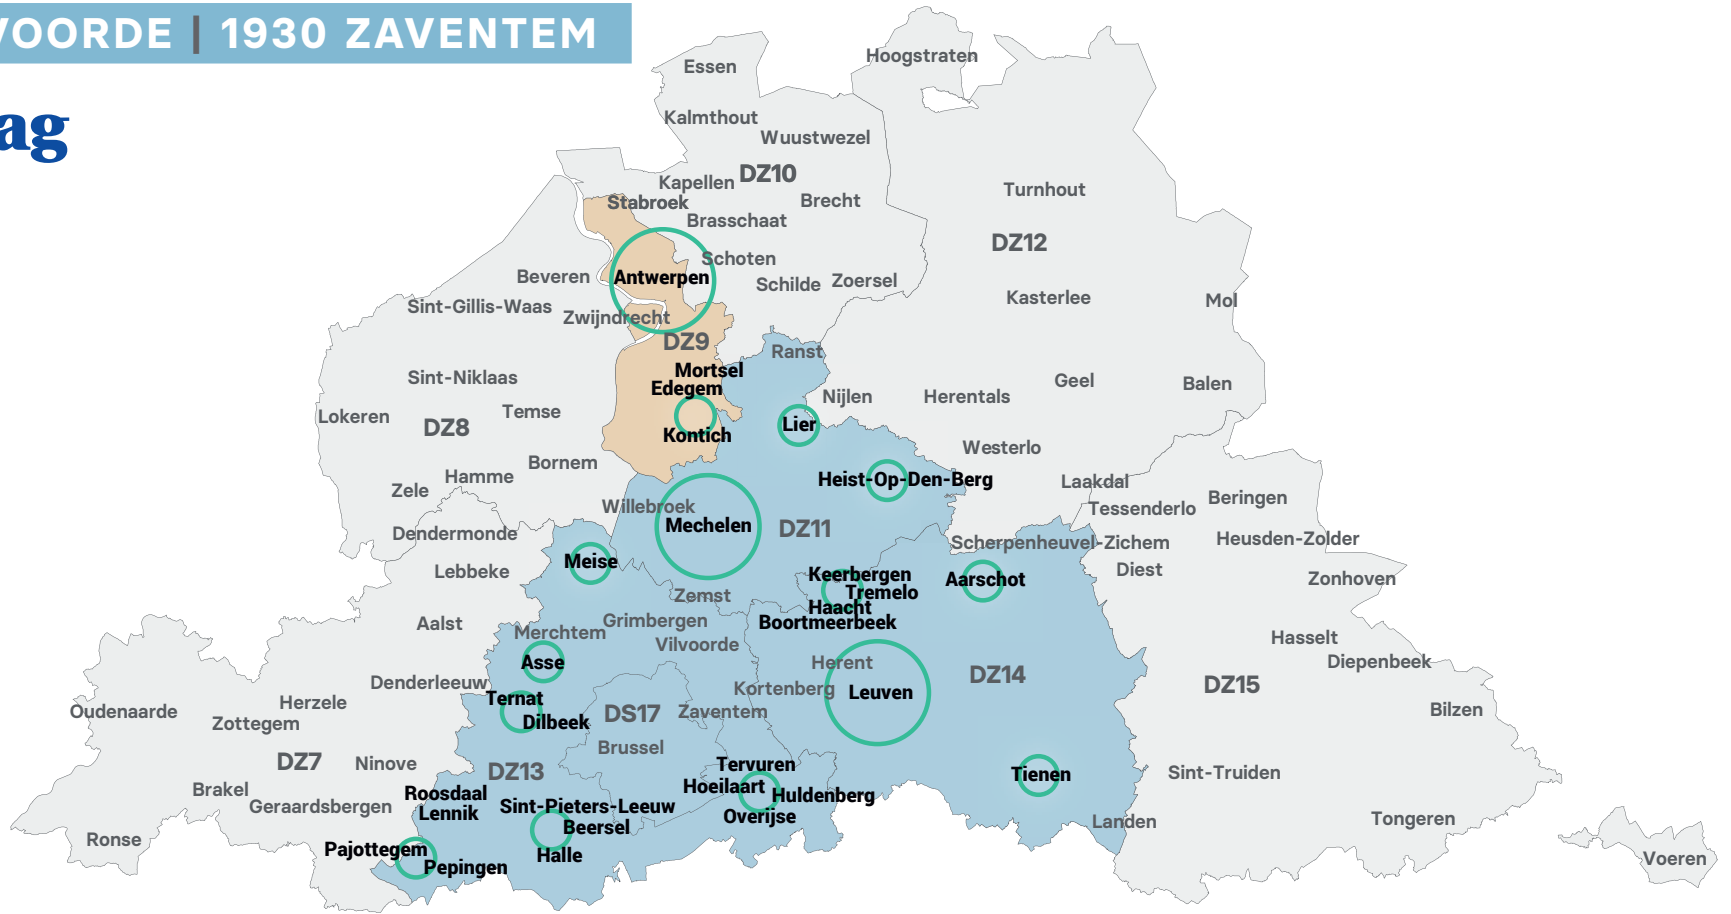 VOORDE | 1930 ZAVENTEM
ag
Hoogstraten
Essen
Kalmthout
Wuustwezel
DZ10
Kapellen
Turnhout
Stabroek
Brecht
Brasschaat
DZ12
Schoten
Antwerpen
Beveren
Schilde
Zoersel
Kasterlee
Mol
Sint-Gillis-Waas
Zwijndrecht
DZ9
Ranst
Mortsel
Sint-Niklaas
Edegem
Geel
Balen
Nijlen
Herentals
Temse
Lokeren
DZ8
Lier
Kontich
Westerlo
Bornem
Hamme
Heist-Op-Den-Berg
Laakdal
Zele
Beringen
Willebroek
Tessenderlo
Mechelen
DZ11
Dendermonde
Heusden-Zolder
Scherpenheuvel-Zichem
Meise
Diest
Lebbeke
Keerbergen
Aarschot
Zonhoven
Tremelo
Zemst
Haacht
Grimbergen
Boortmeerbeek
Aalst
Merchtem
Hasselt
Vilvoorde
Asse
Herent
Diepenbeek
DZ14
Denderleeuw
DZ15
Kortenberg
Leuven
Ternat
Herzele
Oudenaarde
DS17
Zaventem
Bilzen
Zottegem
Dilbeek
Brussel
DZ7
Ninove
Tervuren
DZ13
Sint-Truiden
Tienen
Hoeilaart
Brakel
Roosdaal
Huldenberg
Geraardsbergen
Sint-Pieters-Leeuw
Lennik
Overijse
Tongeren
Landen
Beersel
Ronse
Pajottegem
Halle
Voeren
Pepingen